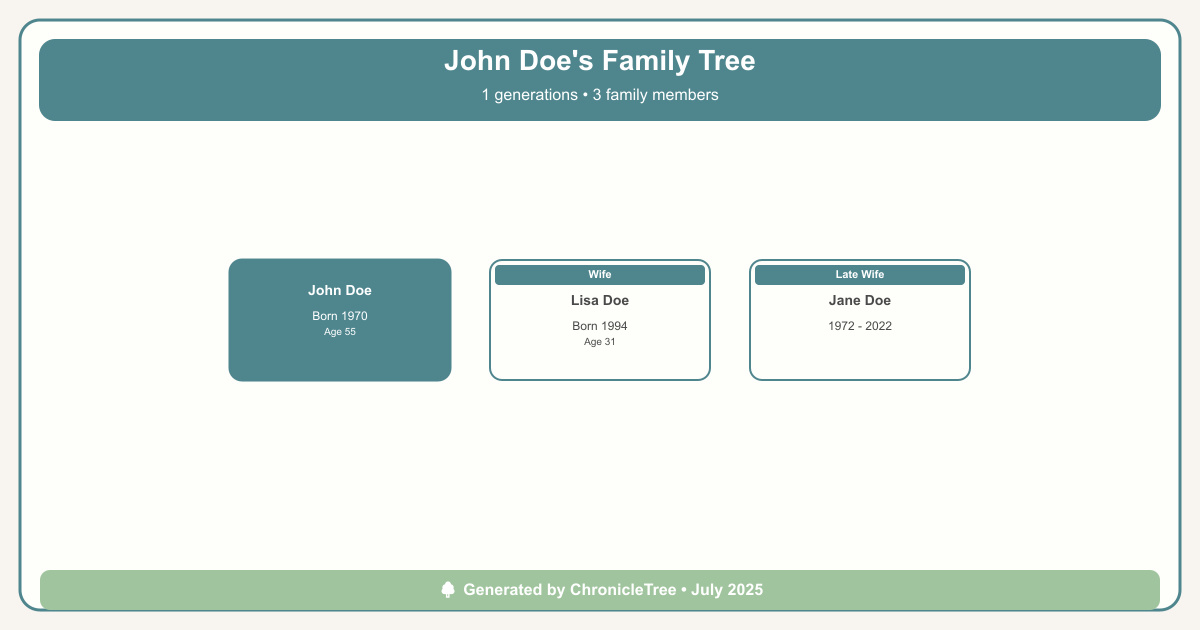 John Doe's Family Tree
1 generations • 3 family members
John Doe
Born 1970
Age 55
Wife
Lisa Doe
Born 1994
Age 31
Late Wife
Jane Doe
1972 - 2022
Generated by ChronicleTree • July 2025